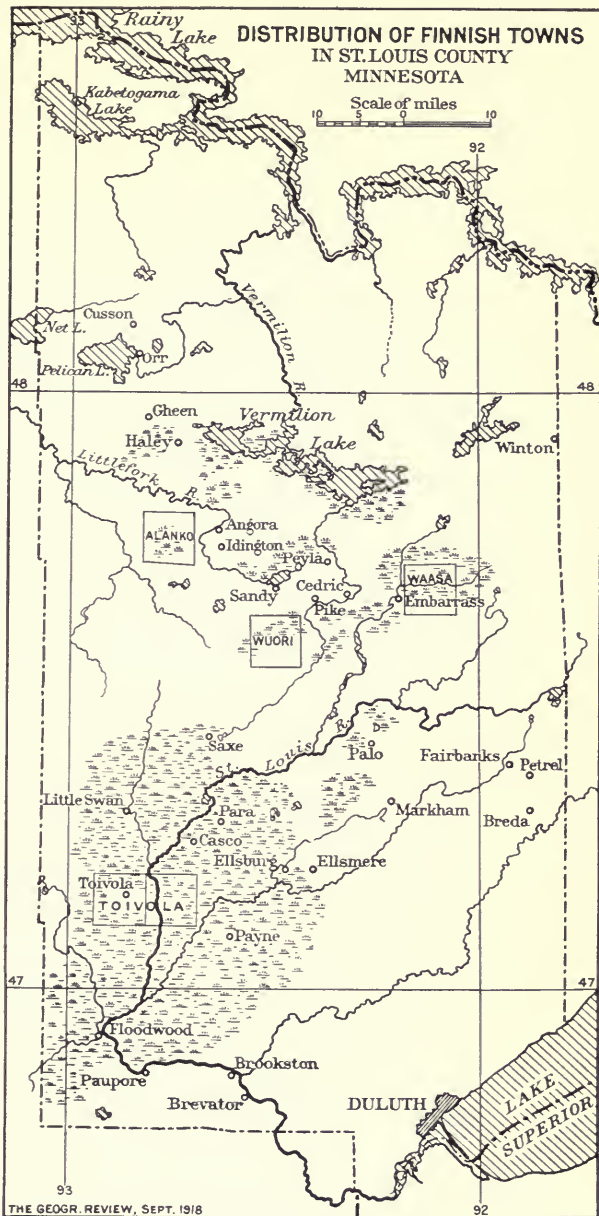 DISTRIBUTION OF FINNISH TOWNS
IN ST. LOUIS COUNTY
MINNESOTA
Scale of miles
10 0 10
93
Rainy
Lake
Kabetogama
Lake
92
Vermilion R.
Cusson
Net L.
Orr
Pelican L.
48
48
Gheen
Vermilion
Lake
Haley
Winton
Littlefork R.
Angora
ALANKO
Idington
Peyla
Sandy
Cedric
Pike
WAASA
Embarrass
WUORI
Saxe
St. Louis R.
Palo
Fairbanks
Petrel
Little Swan
Para
Markham
Breda
Casco
Ellsburg
Ellsmere
Toivola
TOIVOLA
R.
Payne
47
47
Floodwood
Paupore
Brookston
Brevator
DULUTH
LAKE
SUPERIOR
93
92
THE GEOGR. REVIEW, SEPT. 1918